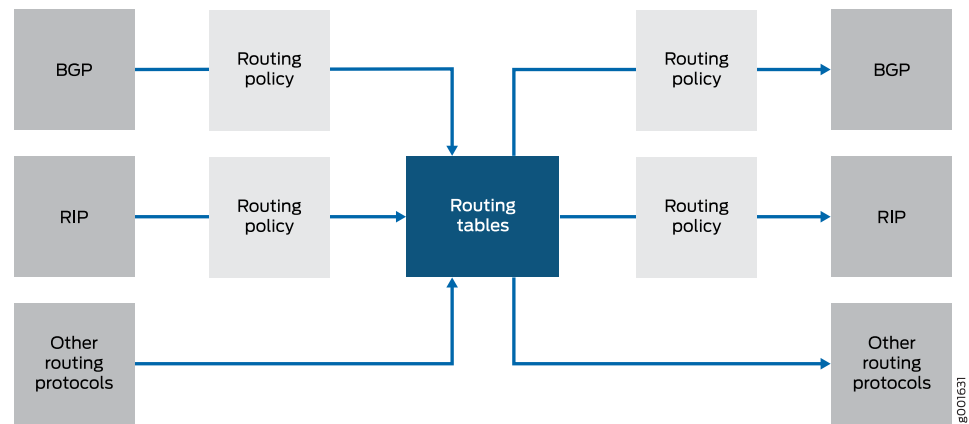 BGP
Routing
policy
Routing
policy
BGP
RIP
Routing
policy
Routing
tables
Routing
policy
RIP
Other
routing
protocols
Other
routing
protocols
g001631